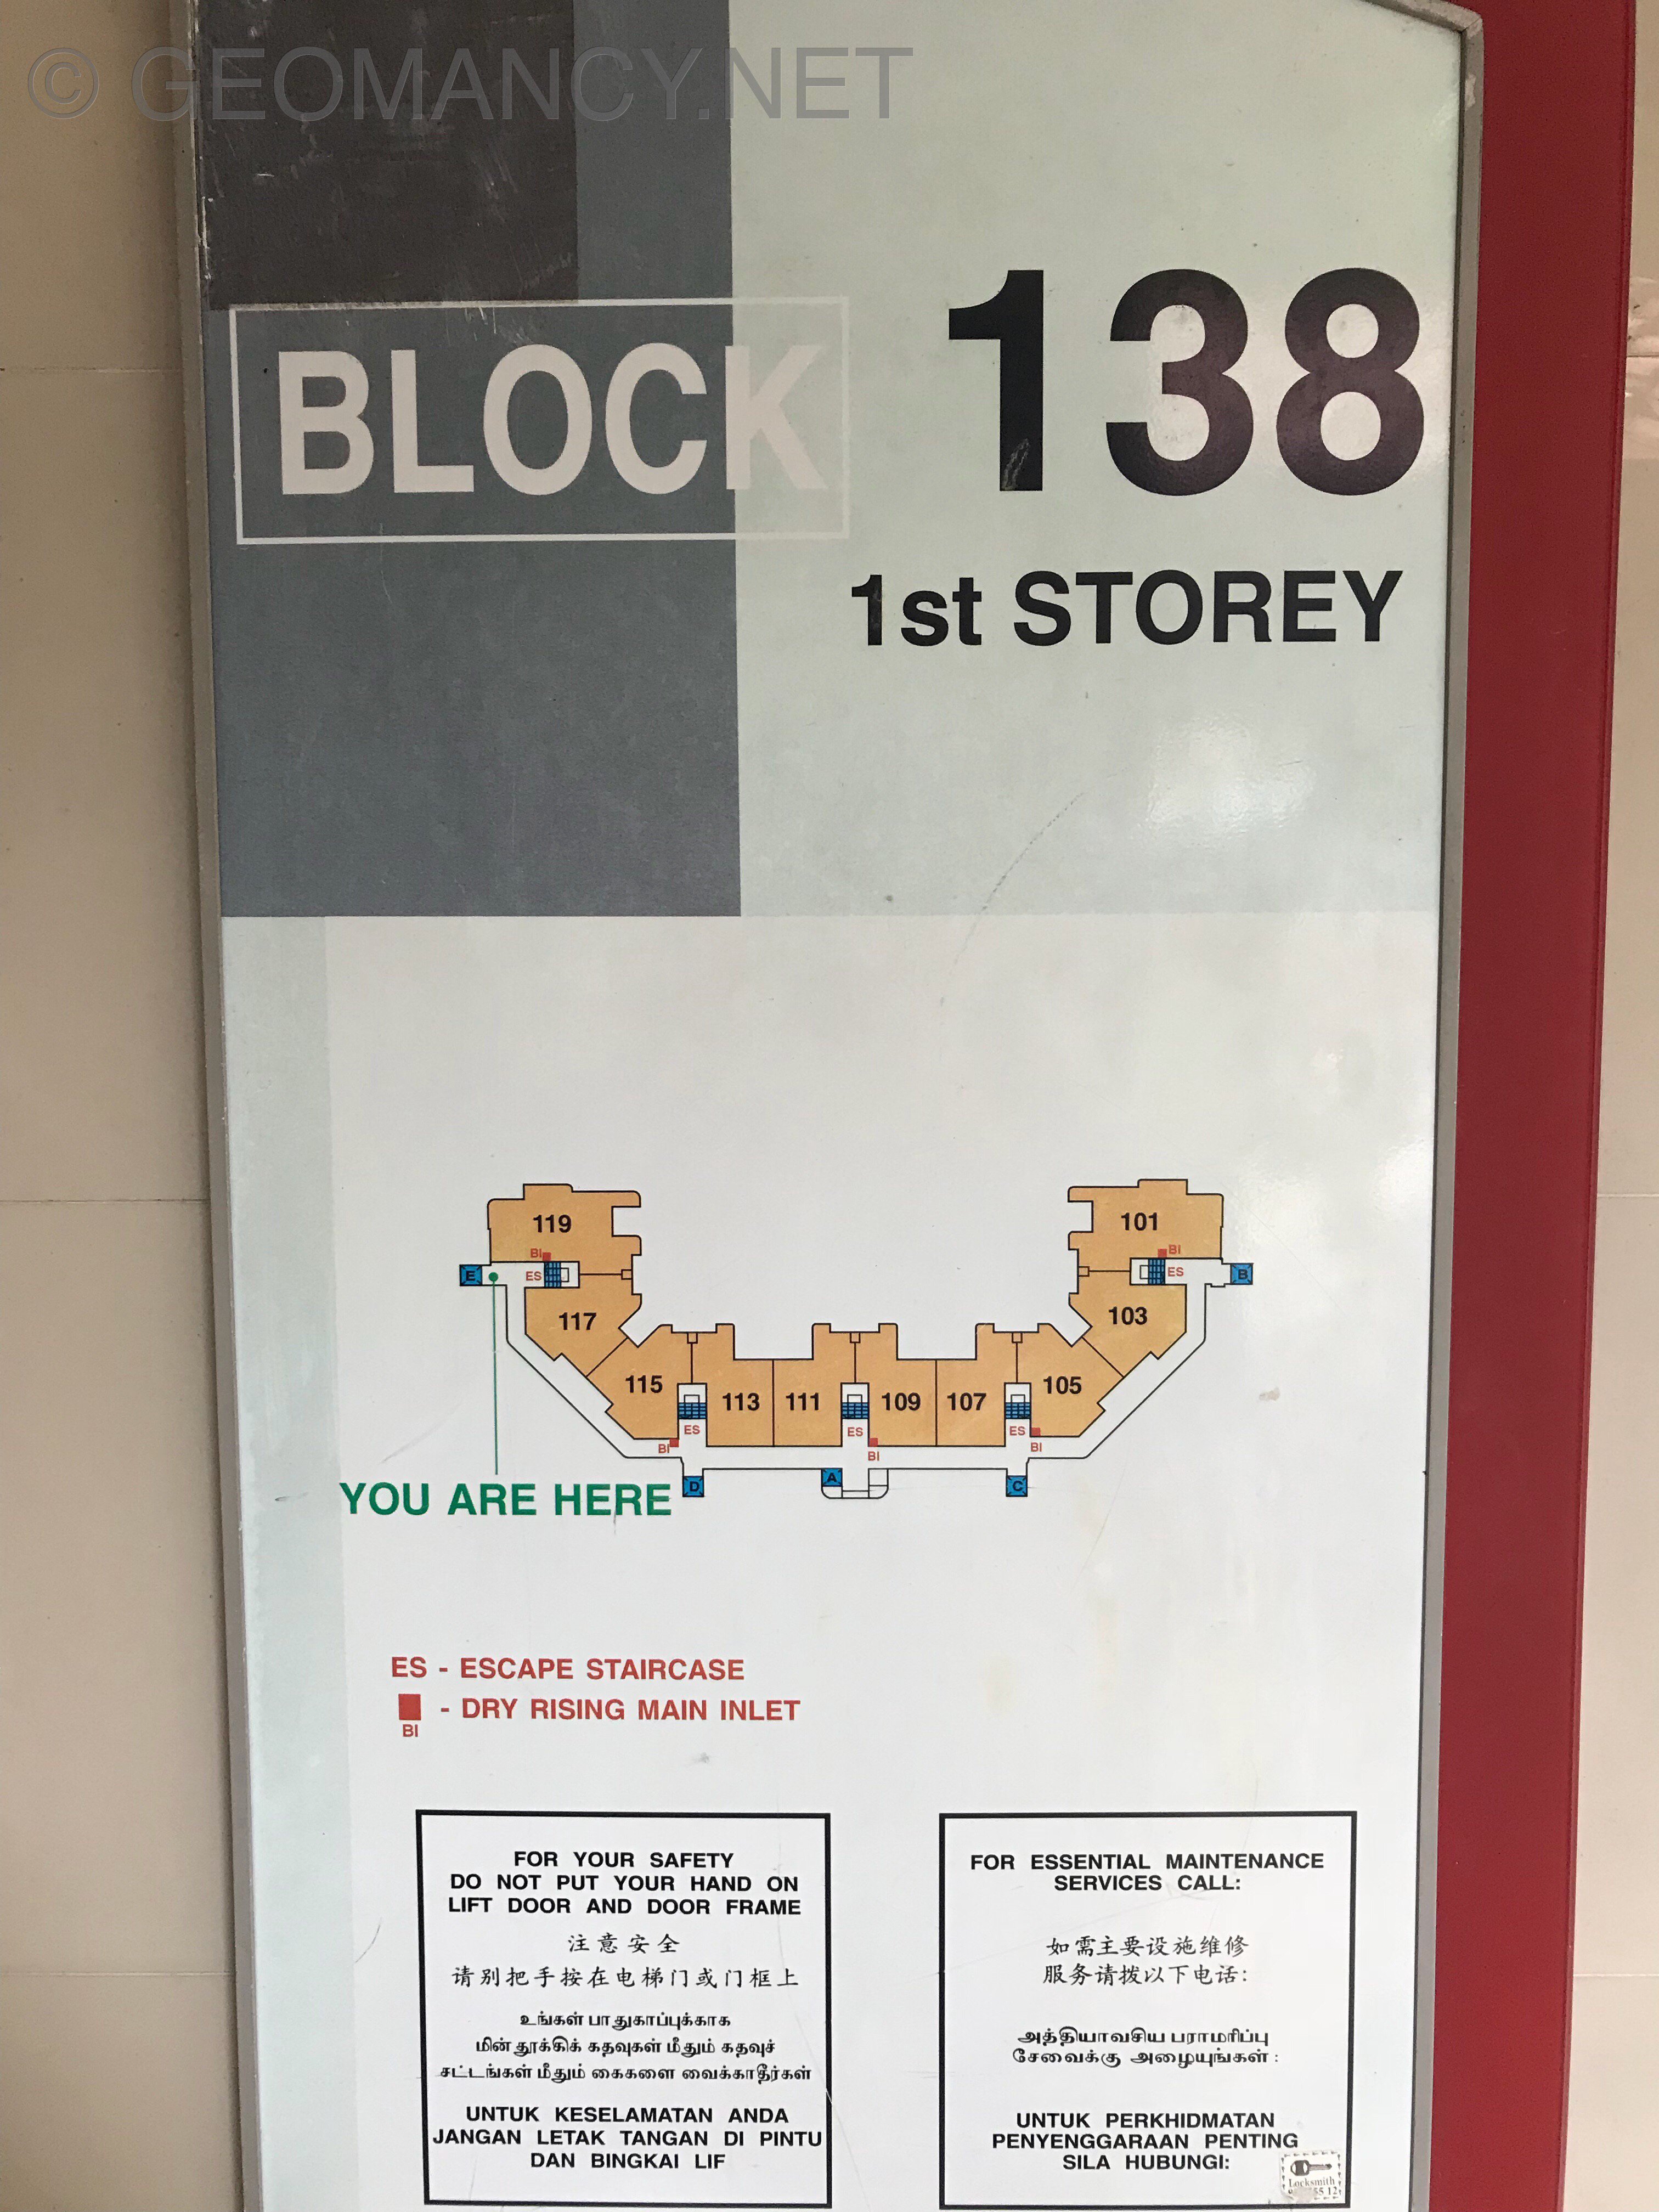 © GEOMANCY.NET
BLOCK 138
1st STOREY
119
101
BI
BI
E
ES
ES
B
117
103
115
113
111
109
107
105
ES
ES
ES
BI
BI
BI
D
A
C
YOU ARE HERE
ES - ESCAPE STAIRCASE
BI - DRY RISING MAIN INLET
FOR YOUR SAFETY
DO NOT PUT YOUR HAND ON
LIFT DOOR AND DOOR FRAME
注意安全
请别把手按在电梯门或门框上
உங்கள் பாதுகாப்புக்காக
மின்தூக்கிக் கதவுகள் மீதும் கதவுச்
சட்டங்கள் மீதும் கைகளை வைக்காதீர்கள்
UNTUK KESELAMATAN ANDA
JANGAN LETAK TANGAN DI PINTU
DAN BINGKAI LIF
FOR ESSENTIAL MAINTENANCE
SERVICES CALL:
如需主要设施维修
服务请拨以下电话:
அத்தியாவசிய பராமரிப்பு
சேவைக்கு அழையுங்கள் :
UNTUK PERKHIDMATAN
PENYENGGARAAN PENTING
SILA HUBUNGI:
Locksmith